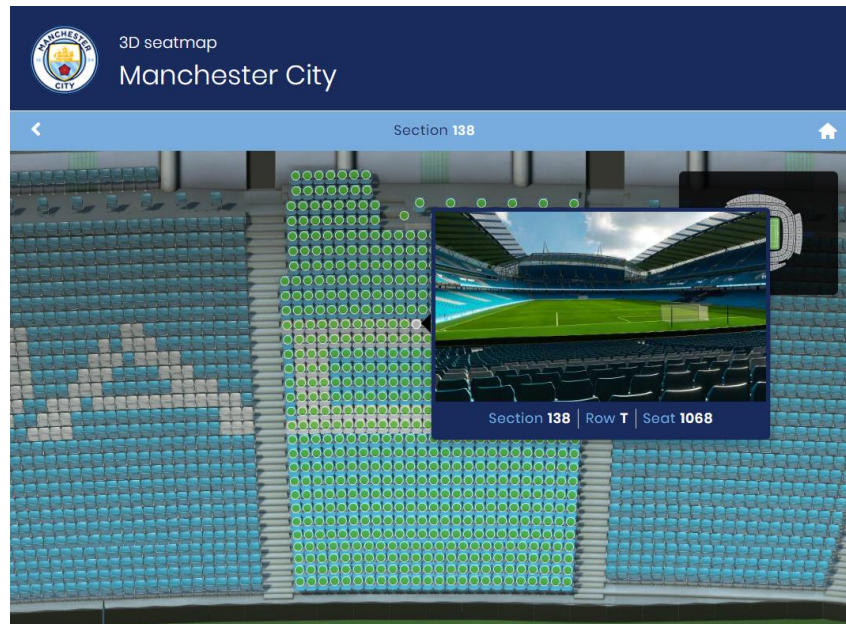 MANCHESTER
CITY
3D seatmap
Manchester City
Section 138
Section 138 | Row T | Seat 1068